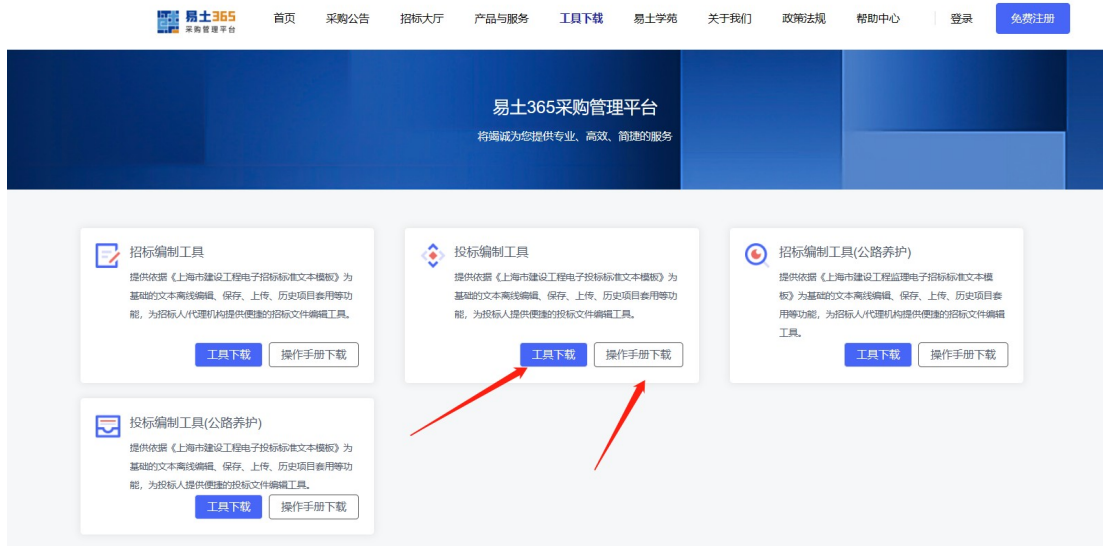 易土365
采购管理平台
首页 采购公告 招标大厅 产品与服务 工具下载 易土学苑 关于我们 政策法规 帮助中心 登录 免费注册
易土365采购管理平台
将竭诚为您提供专业、高效、简捷的服务
招标编制工具
提供依据《上海市建设工程电子招标标准文本模板》为
基础的文本离线编辑、保存、上传、历史项目套用等功
能，为招标人/代理机构提供便捷的招标文件编辑工具。
工具下载 操作手册下载
投标编制工具
提供依据《上海市建设工程电子投标标准文本模板》为
基础的文本离线编辑、保存、上传、历史项目套用等功
能，为投标人提供便捷的投标文件编辑工具。
工具下载 操作手册下载
招标编制工具(公路养护)
提供依据《上海市建设工程监理电子招标标准文本模
板》为基础的文本离线编辑、保存、上传、历史项目套
用等功能，为招标人/代理机构提供便捷的招标文件编辑
工具。
工具下载 操作手册下载
投标编制工具(公路养护)
提供依据《上海市建设工程电子投标标准文本模板》为
基础的文本离线编辑、保存、上传、历史项目套用等功
能，为投标人提供便捷的投标文件编辑工具。
工具下载 操作手册下载